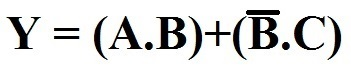 Y = (A.B)+(B̅.C)